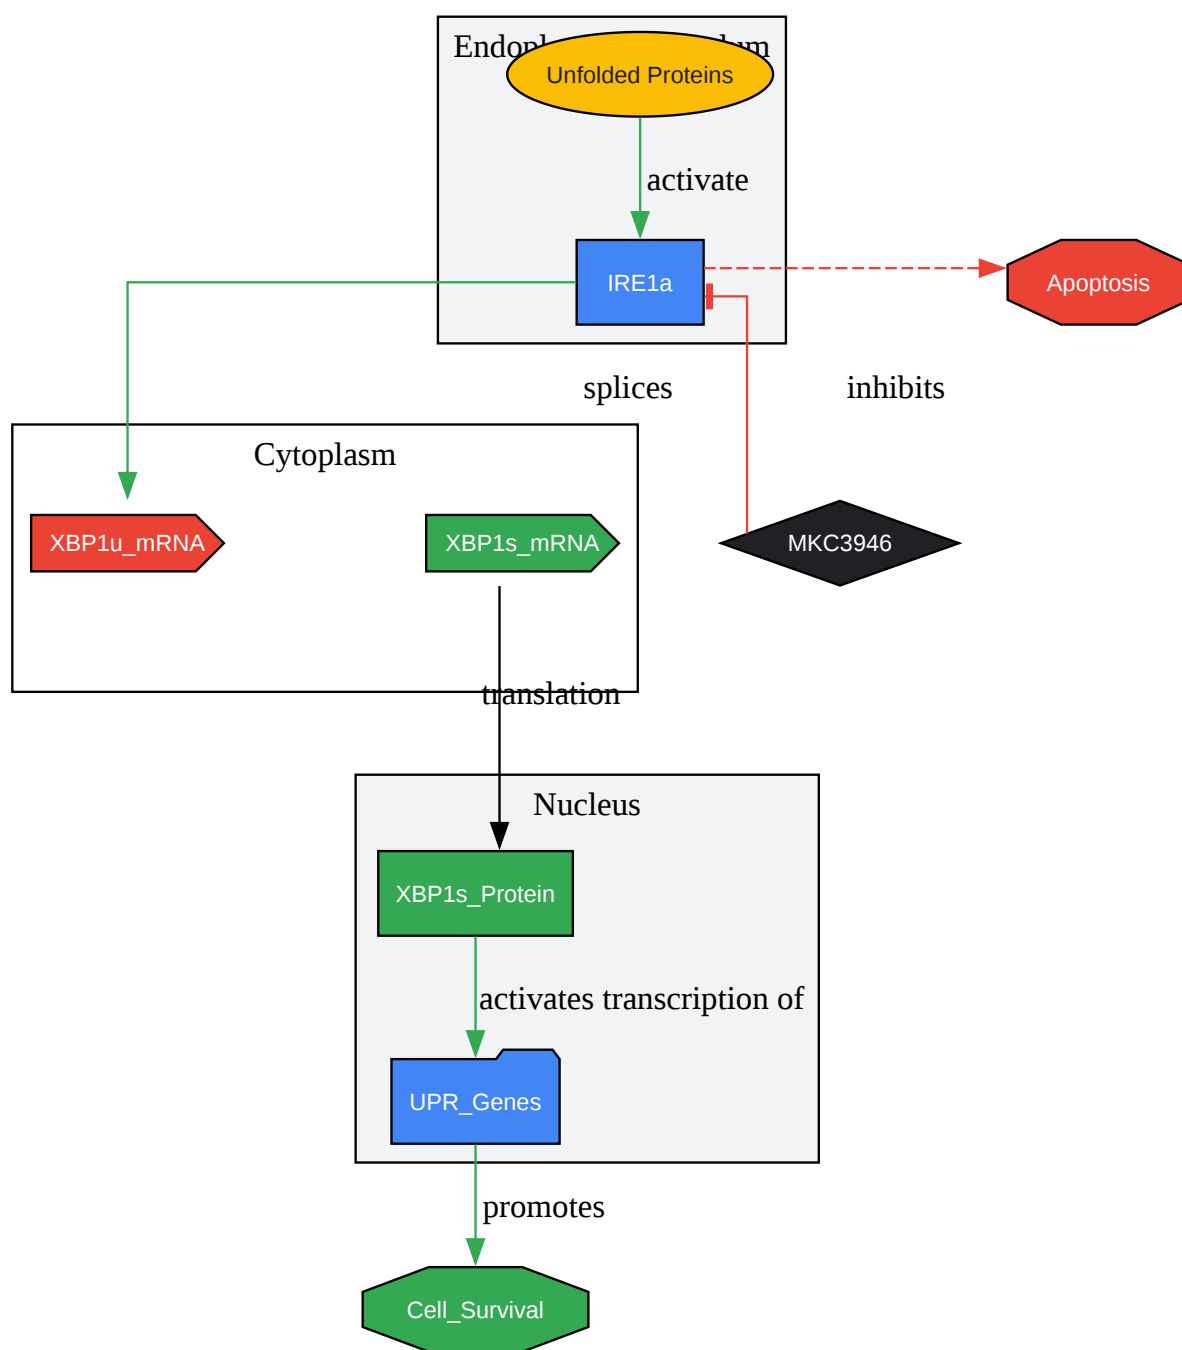 Unfolded Proteins
activate
IRE1a
Apoptosis
splices
inhibits
Cytoplasm
XBP1u_mRNA
XBP1s_mRNA
MKC3946
translation
Nucleus
XBP1s_Protein
activates transcription of
UPR_Genes
promotes
Cell_Survival